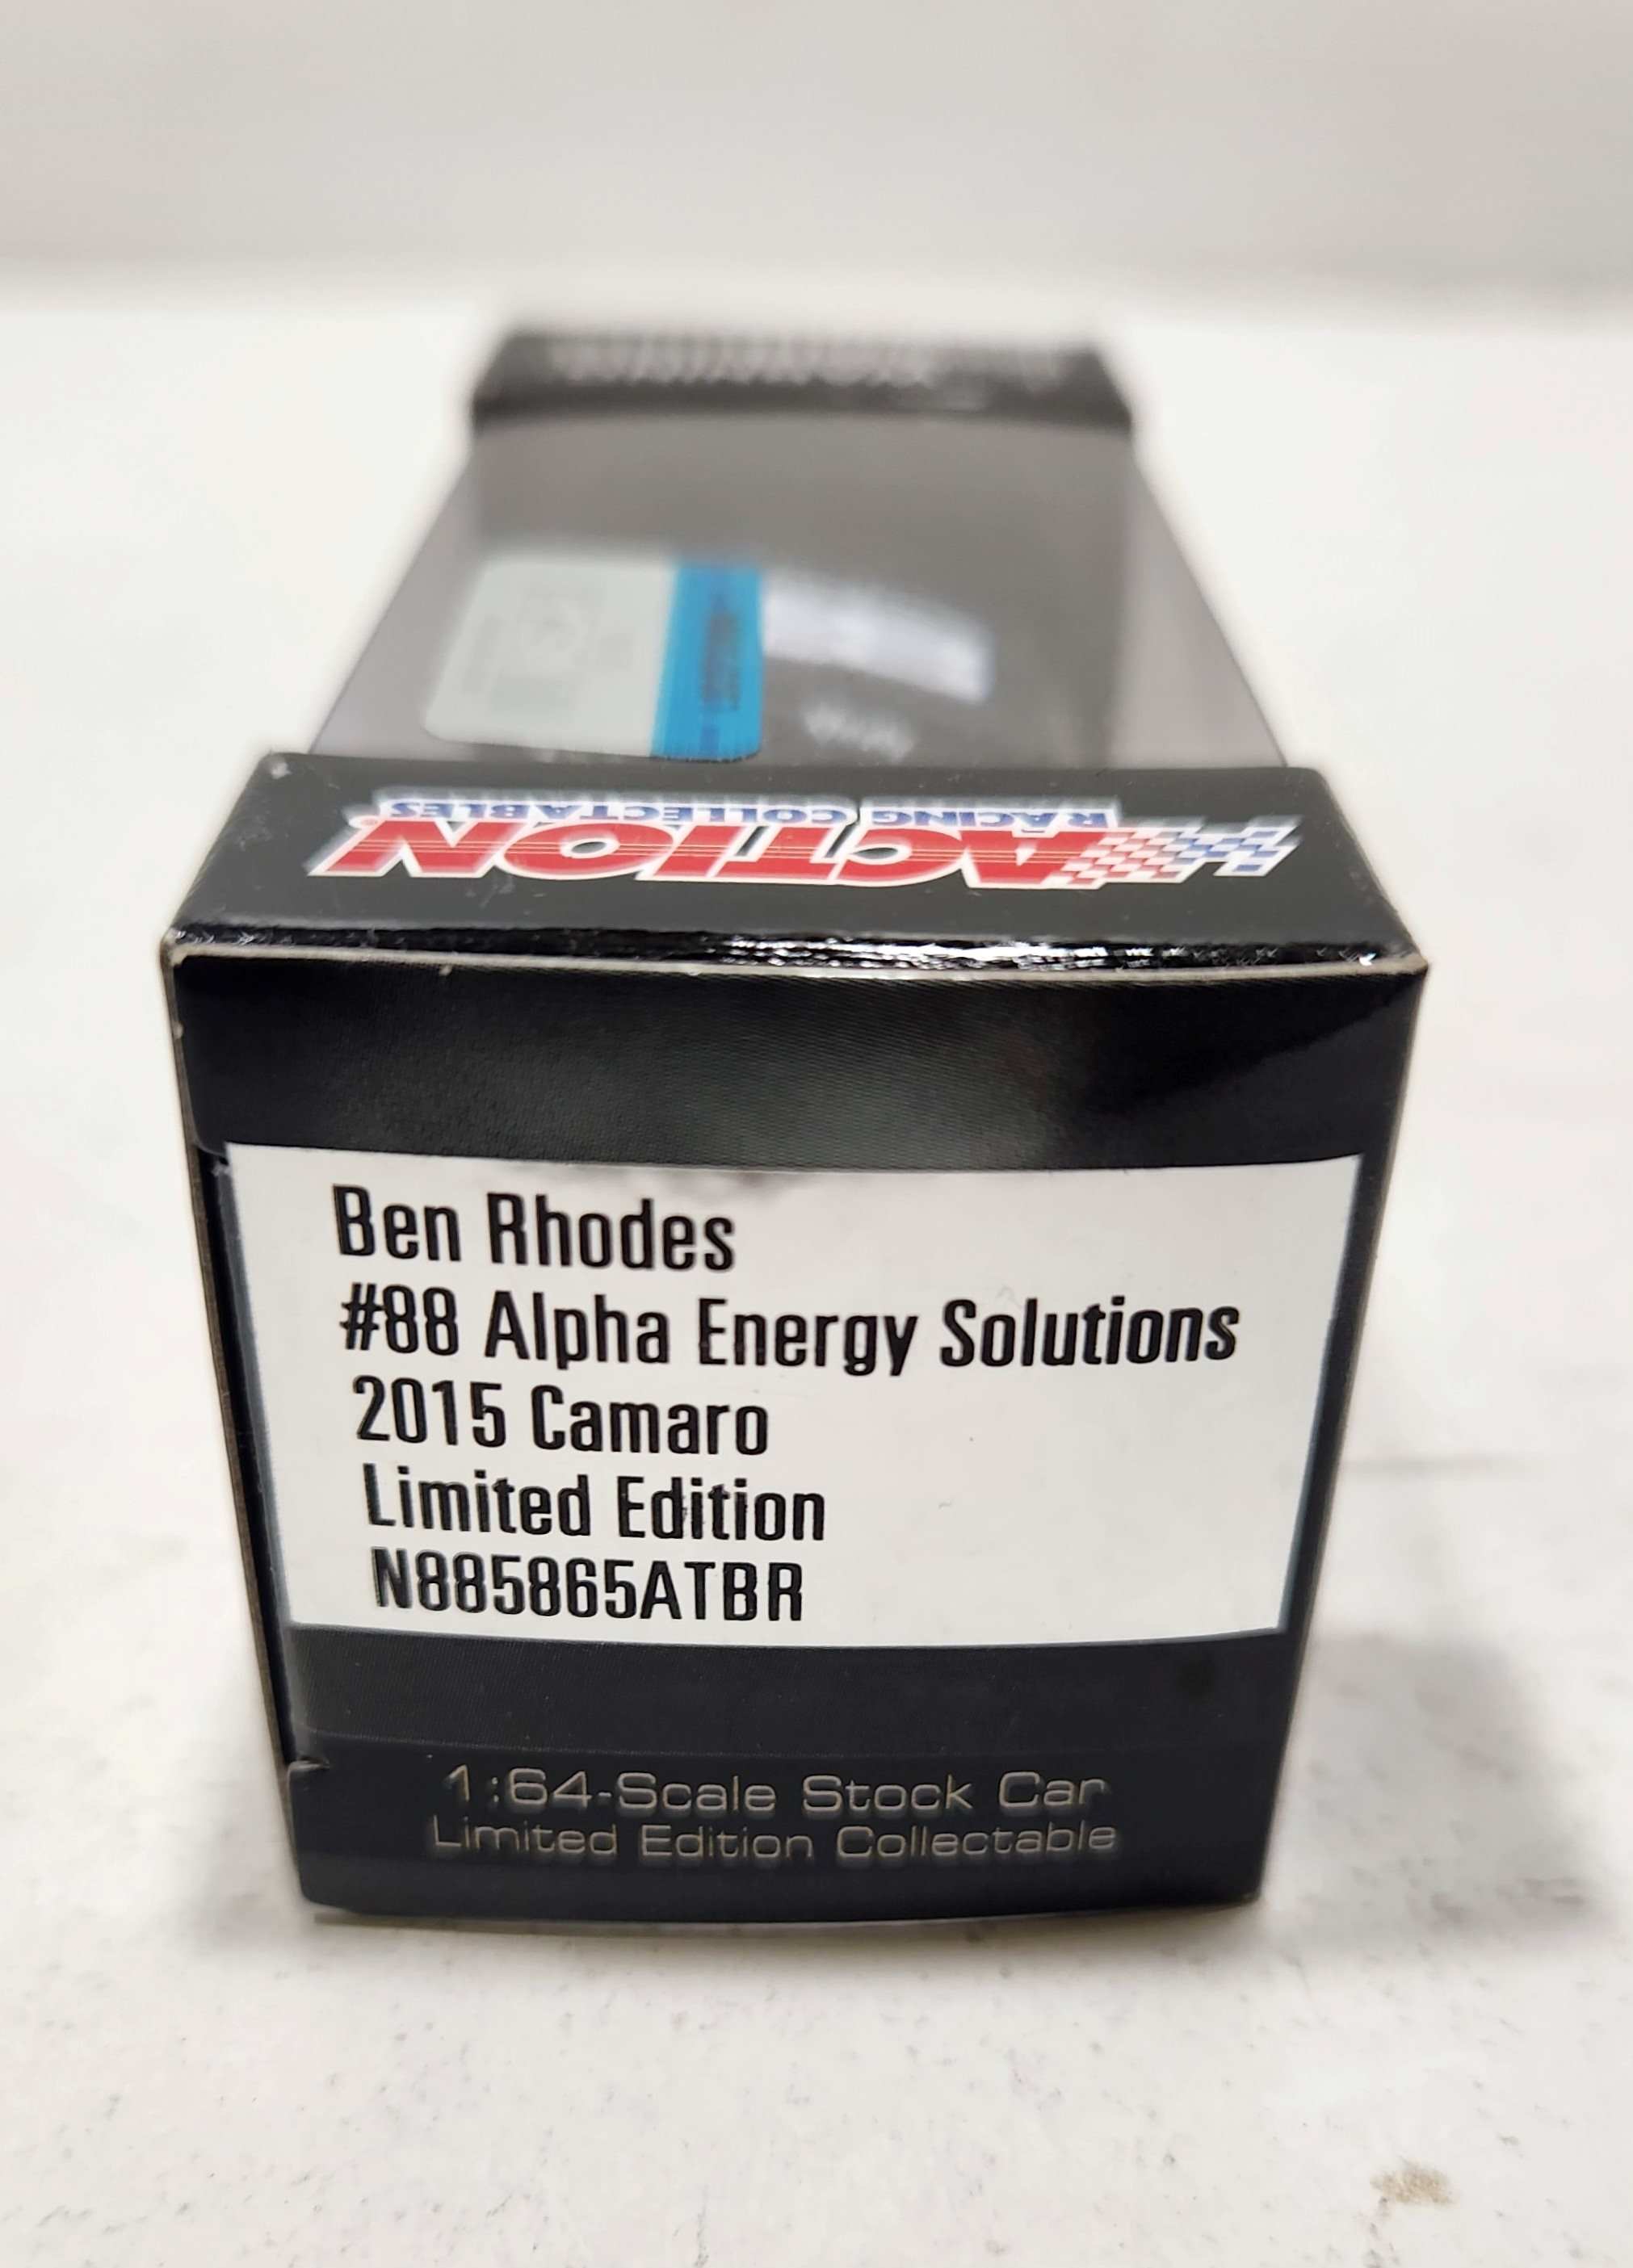 ACTION®
RACING COLLECTABLES
Ben Rhodes
#88 Alpha Energy Solutions
2015 Camaro
Limited Edition
N885865ATBR
1:64-Scale Stock Car
Limited Edition Collectable